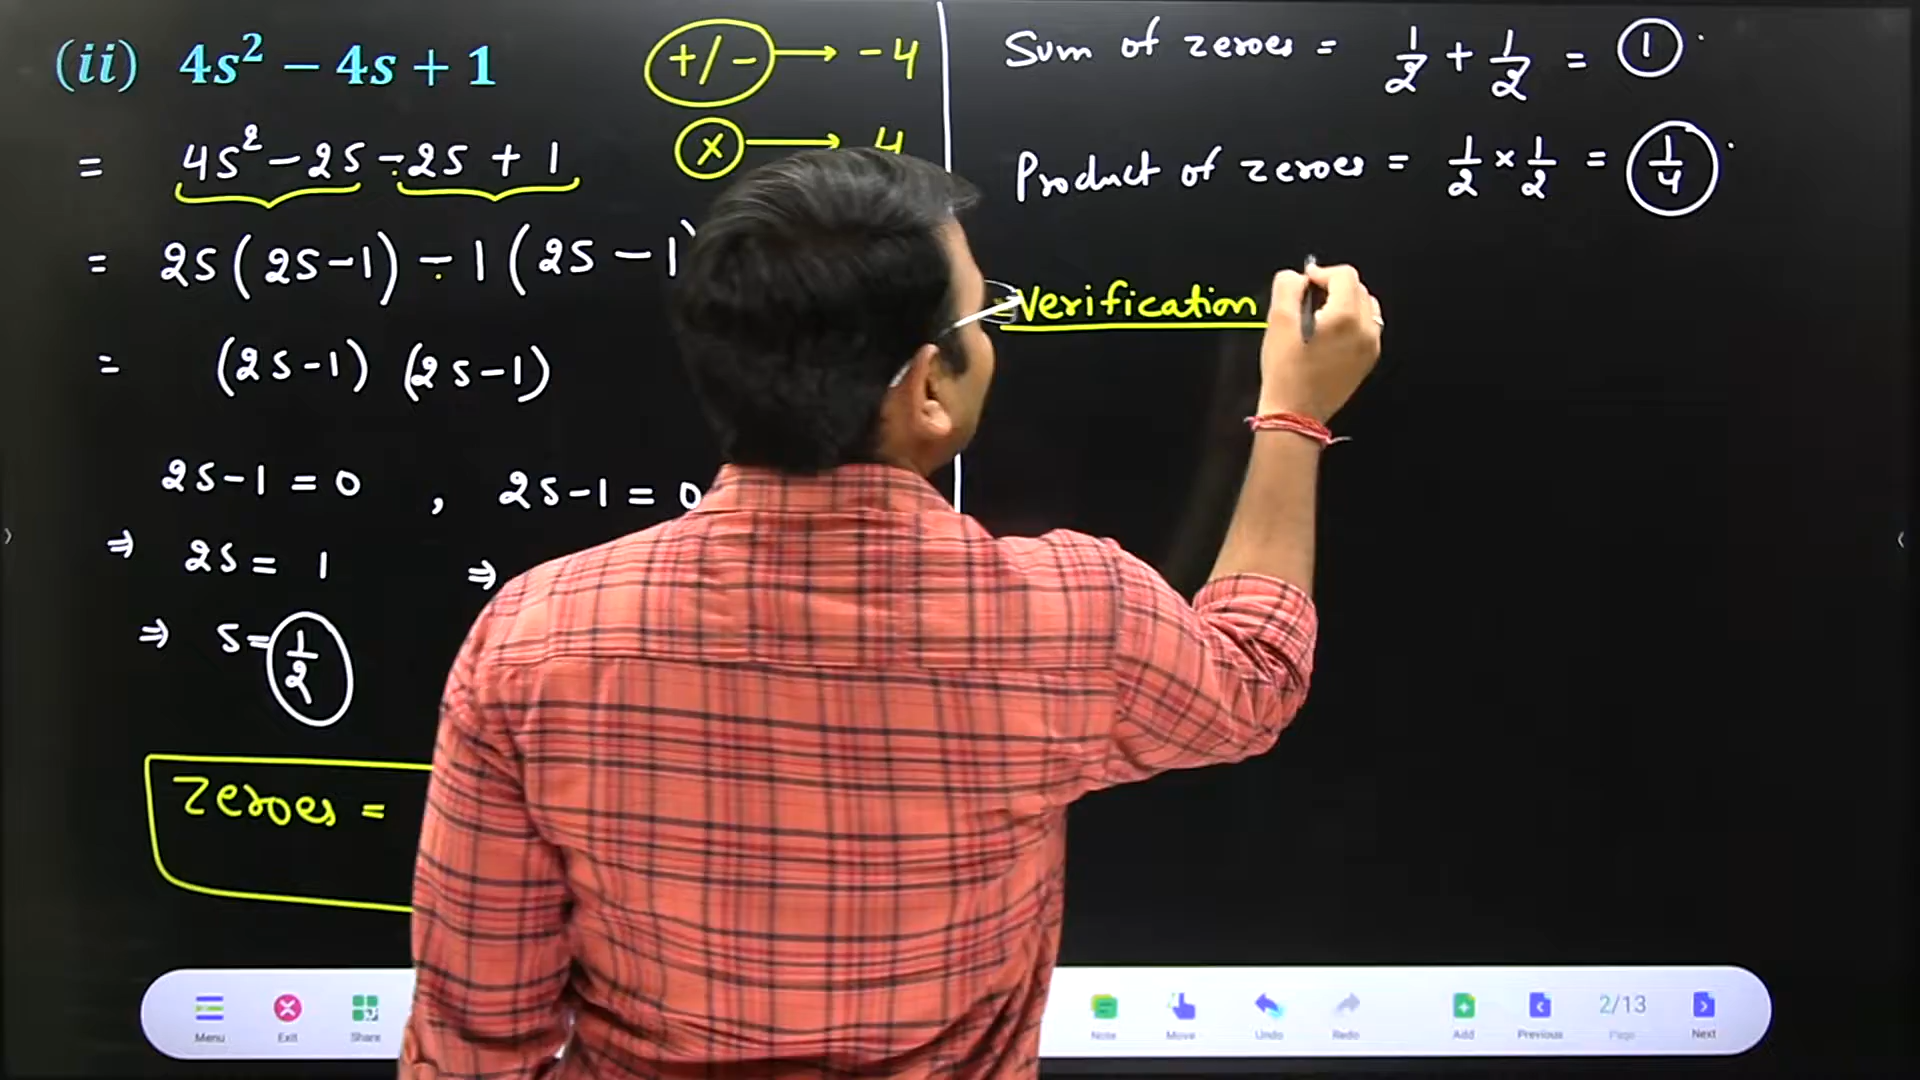 (ii) 4s² − 4s + 1
= 4s² − 2s − 2s + 1
= 2s(2s−1) − 1(2s−1)
= (2s−1) (2s−1)
2s−1 = 0 , 2s−1 = 0
⇒ 2s = 1 ⇒
⇒ s = 1/2
Zeroes =
+/- → −4
× → 4
Sum of zeroes = 1/2 + 1/2 = 1
Product of zeroes = 1/2 × 1/2 = 1/4
Verification
Menu Exit Share Note Move Undo Redo Add Previous 2/13 Page Next